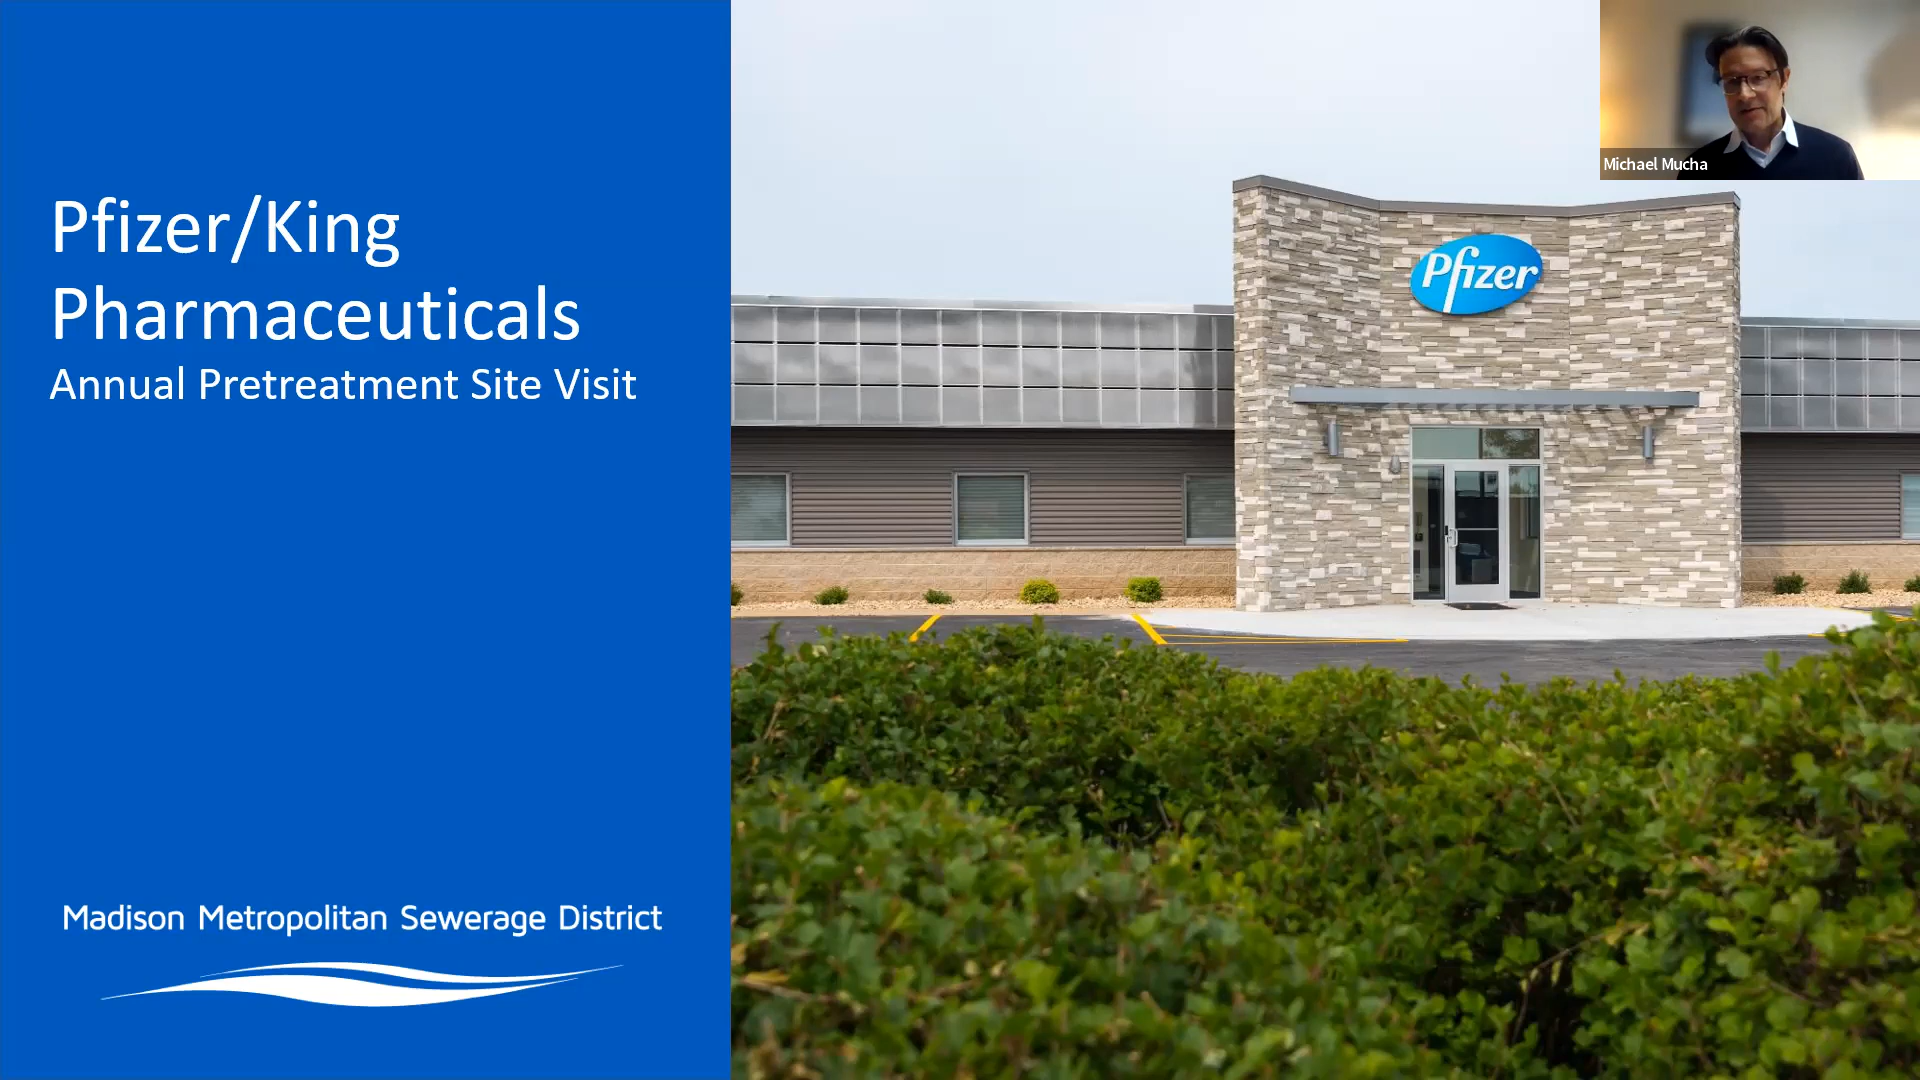 Pfizer/King
Pharmaceuticals
Annual Pretreatment Site Visit
Madison Metropolitan Sewerage District
Pfizer
Michael Mucha